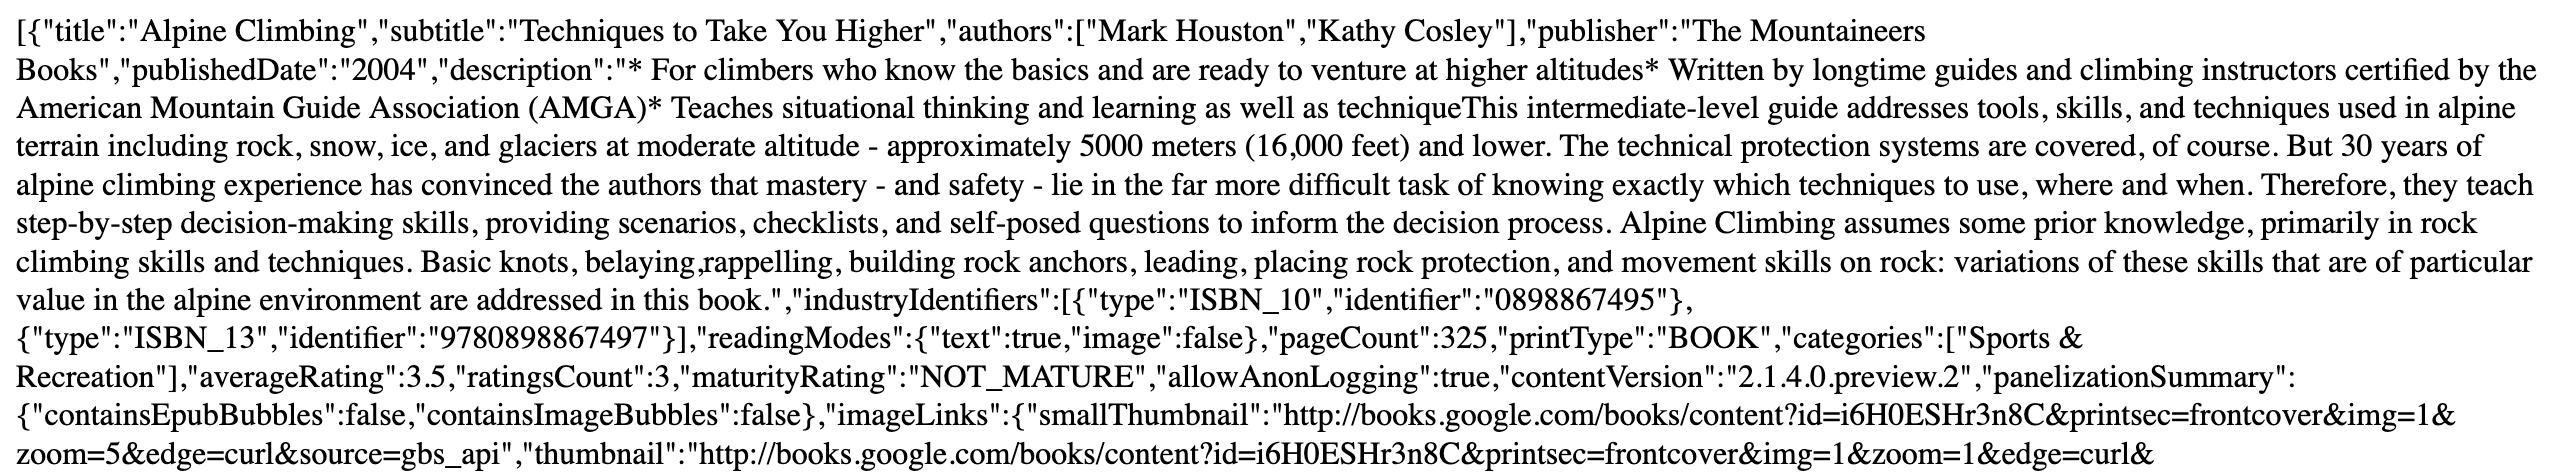 [{"title":"Alpine Climbing","subtitle":"Techniques to Take You Higher","authors":["Mark Houston","Kathy Cosley"],"publisher":"The Mountaineers
Books","publishedDate":"2004","description":"* For climbers who know the basics and are ready to venture at higher altitudes* Written by longtime guides and climbing instructors certified by the
American Mountain Guide Association (AMGA)* Teaches situational thinking and learning as well as techniqueThis intermediate-level guide addresses tools, skills, and techniques used in alpine
terrain including rock, snow, ice, and glaciers at moderate altitude - approximately 5000 meters (16,000 feet) and lower. The technical protection systems are covered, of course. But 30 years of
alpine climbing experience has convinced the authors that mastery - and safety - lie in the far more difficult task of knowing exactly which techniques to use, where and when. Therefore, they teach
step-by-step decision-making skills, providing scenarios, checklists, and self-posed questions to inform the decision process. Alpine Climbing assumes some prior knowledge, primarily in rock
climbing skills and techniques. Basic knots, belaying,rappelling, building rock anchors, leading, placing rock protection, and movement skills on rock: variations of these skills that are of particular
value in the alpine environment are addressed in this book.","industryIdentifiers":[{"type":"ISBN_10","identifier":"0898867495"},
{"type":"ISBN_13","identifier":"9780898867497"}],"readingModes":{"text":true,"image":false},"pageCount":325,"printType":"BOOK","categories":["Sports &
Recreation"],"averageRating":3.5,"ratingsCount":3,"maturityRating":"NOT_MATURE","allowAnonLogging":true,"contentVersion":"2.1.4.0.preview.2","panelizationSummary":
{"containsEpubBubbles":false,"containsImageBubbles":false},"imageLinks":{"smallThumbnail":"http://books.google.com/books/content?id=i6H0ESHr3n8C&printsec=frontcover&img=1&
zoom=5&edge=curl&source=gbs_api","thumbnail":"http://books.google.com/books/content?id=i6H0ESHr3n8C&printsec=frontcover&img=1&zoom=1&edge=curl&